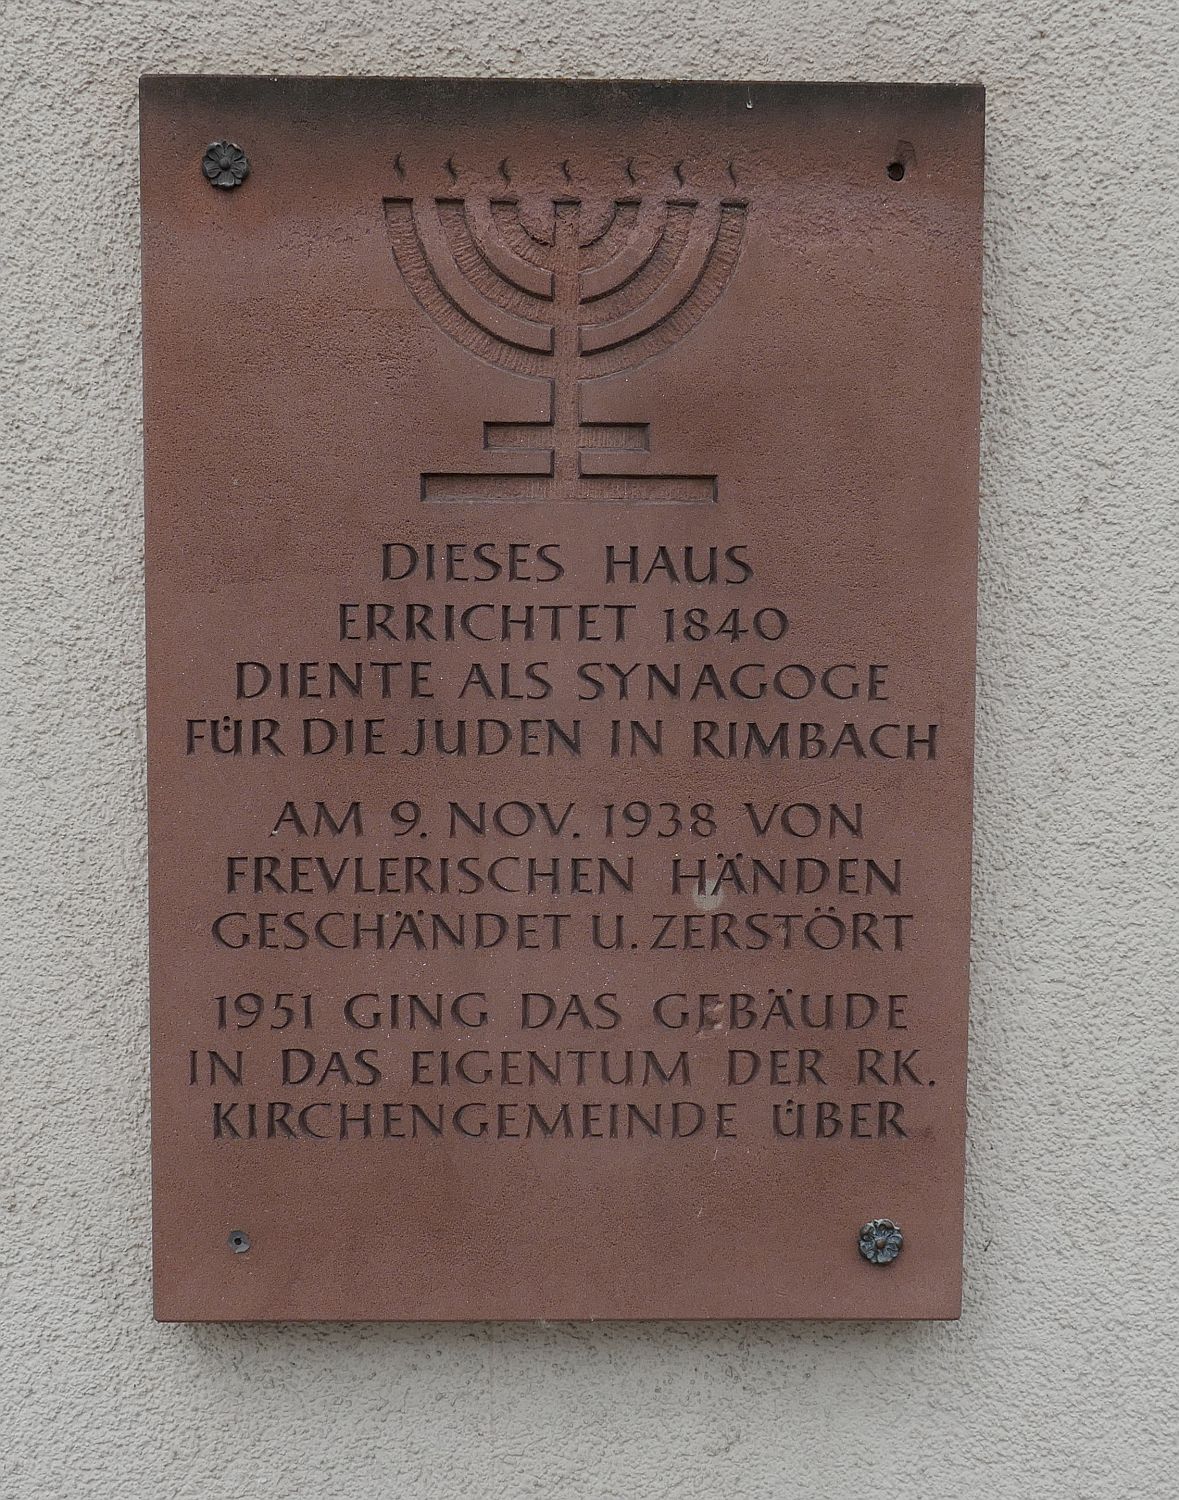 DIESES HAUS
ERRICHTET 1840
DIENTE ALS SYNAGOGE
FÜR DIE JUDEN IN RIMBACH
AM 9. NOV. 1938 VON
FREVLERISCHEN HÄNDEN
GESCHÄNDET U. ZERSTÖRT
1951 GING DAS GEBÄUDE
IN DAS EIGENTUM DER RK.
KIRCHENGEMEINDE ÜBER